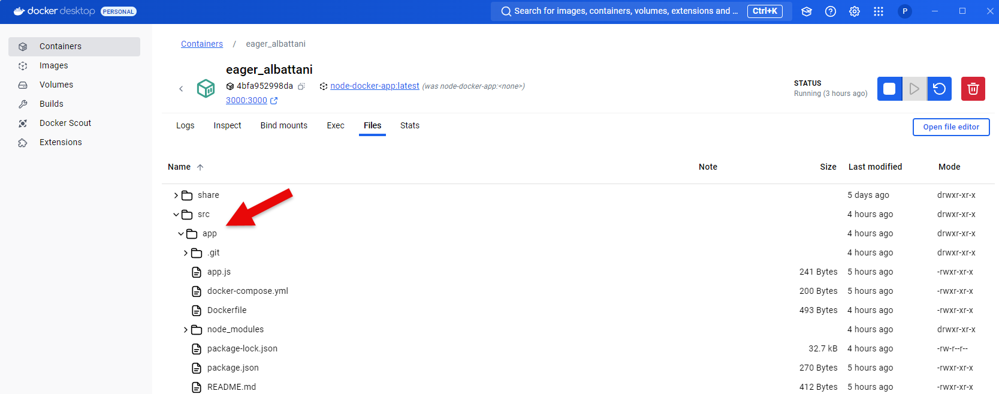 docker desktop PERSONAL
Search for images, containers, volumes, extensions and ... Ctrl+K
P
Containers
Images
Volumes
Builds
Docker Scout
Extensions
Containers / eager_albattani
eager_albattani
4bfa952998da node-docker-app:latest (was node-docker-app:<none>)
3000:3000
STATUS
Running (3 hours ago)
Logs Inspect Bind mounts Exec Files Stats
Open file editor
Name Note Size Last modified Mode
share 5 days ago drwxr-xr-x
src 4 hours ago drwxr-xr-x
app 4 hours ago drwxr-xr-x
.git 4 hours ago drwxr-xr-x
app.js 241 Bytes 5 hours ago -rwxr-xr-x
docker-compose.yml 200 Bytes 5 hours ago -rwxr-xr-x
Dockerfile 493 Bytes 4 hours ago -rwxr-xr-x
node_modules 4 hours ago drwxr-xr-x
package-lock.json 32.7 kB 4 hours ago -rw-r--r--
package.json 270 Bytes 5 hours ago -rwxr-xr-x
README.md 412 Bytes 5 hours ago -rwxr-xr-x